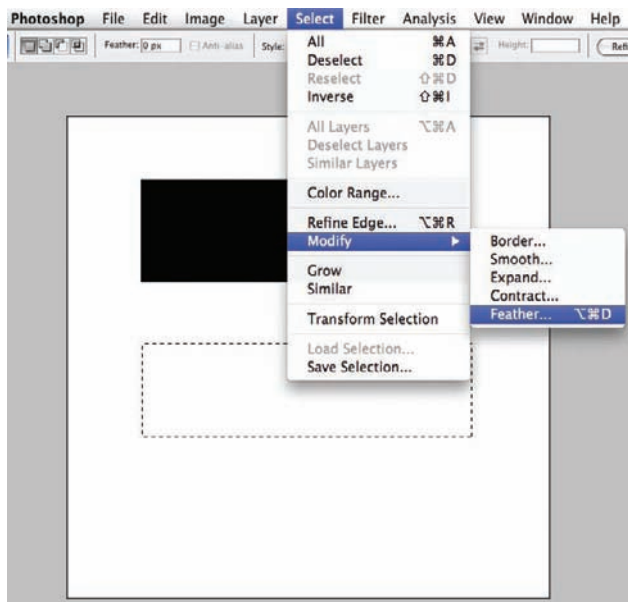 Photoshop File Edit Image Layer Select Filter Analysis View Window Help
Feather: 0 px Anti-alias Style: Height: Refi
All ⌘A
Deselect ⌘D
Reselect ⇧⌘D
Inverse ⇧⌘I
All Layers ⌥⌘A
Deselect Layers
Similar Layers
Color Range...
Refine Edge... ⌥⌘R
Modify ▶
Border...
Smooth...
Expand...
Contract...
Feather... ⌥⌘D
Grow
Similar
Transform Selection
Load Selection...
Save Selection...